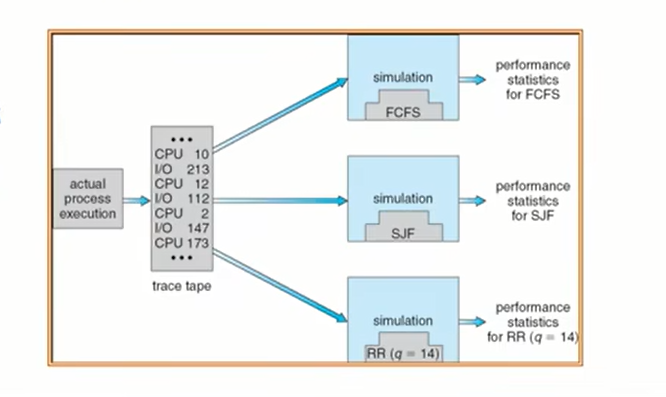 actual
process
execution
•••
CPU 10
I/O 213
CPU 12
I/O 112
CPU 2
I/O 147
CPU 173
•••
trace tape
simulation
FCFS
performance
statistics
for FCFS
simulation
SJF
performance
statistics
for SJF
simulation
RR (q = 14)
performance
statistics
for RR (q = 14)